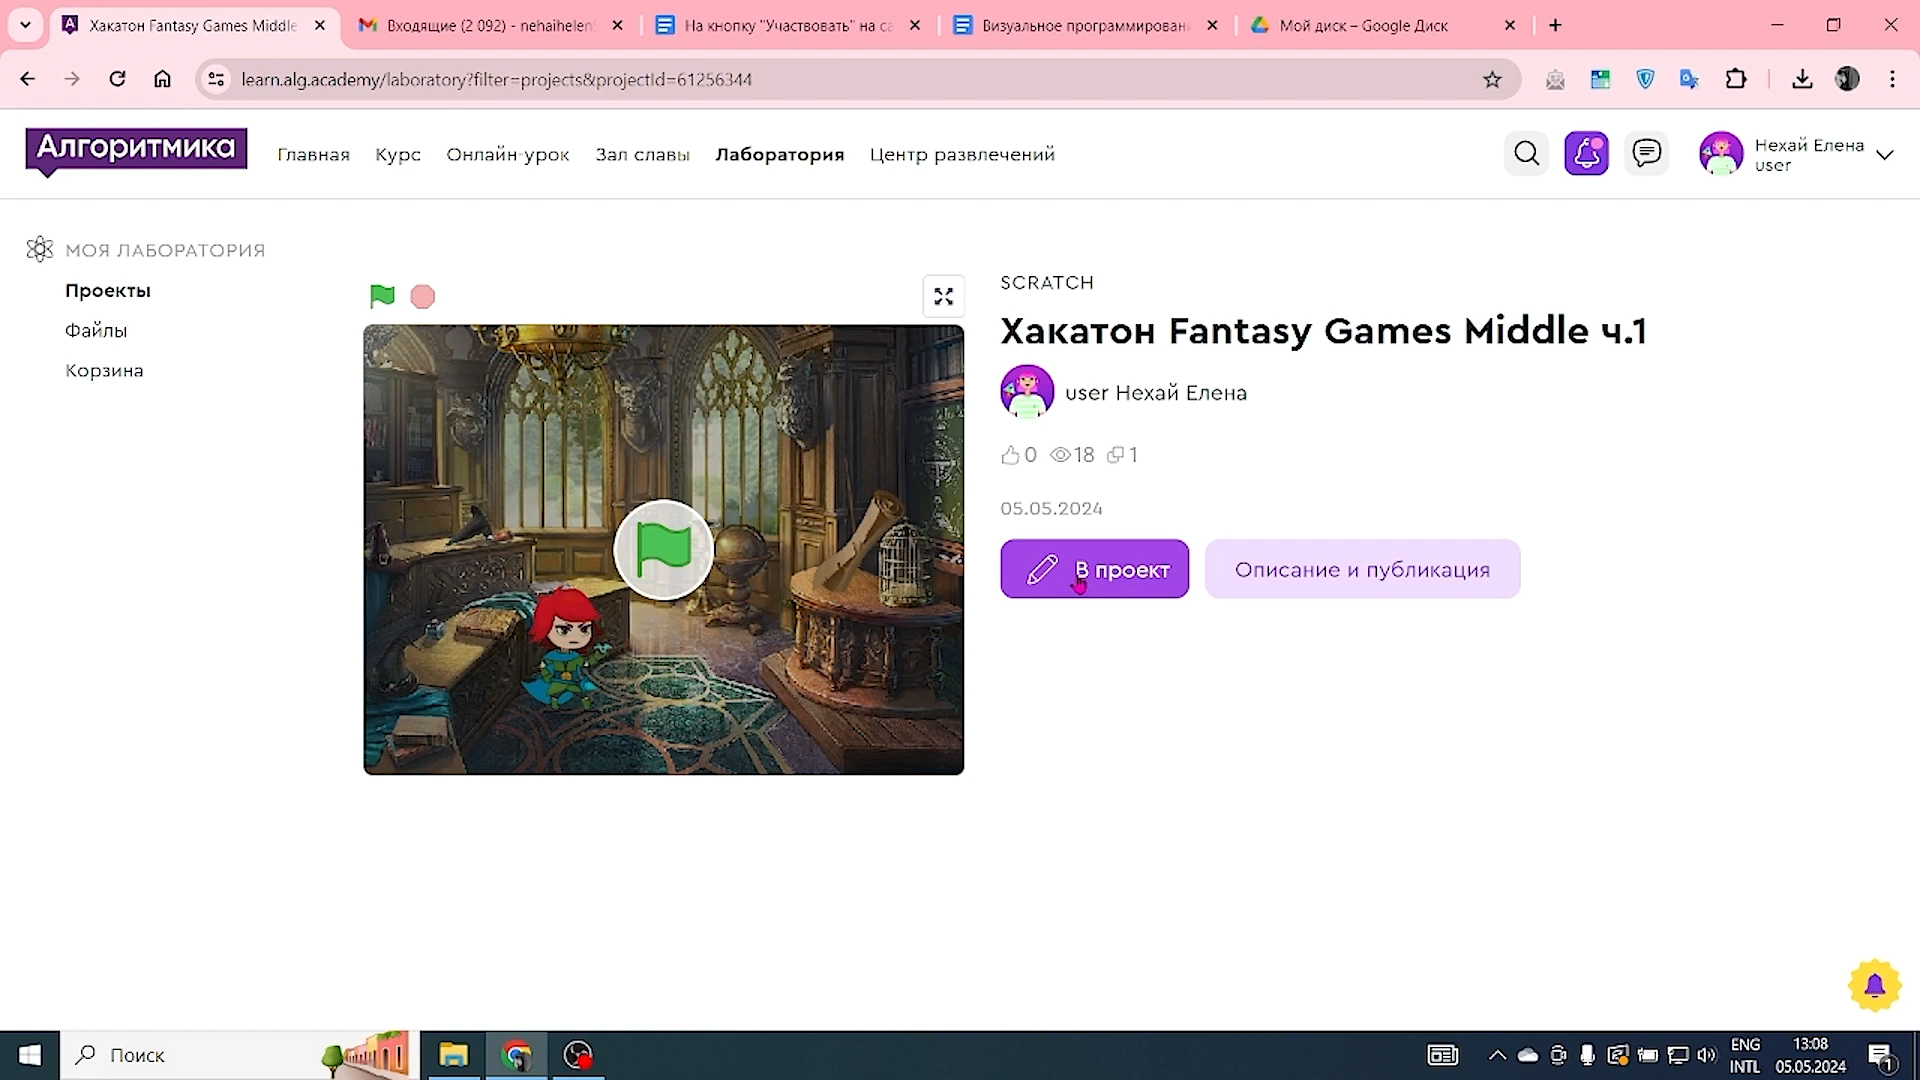 Хакатон Fantasy Games Middle
Входящие (2 092) - nehaihelen
На кнопку "Участвовать" на са
Визуальное программирован
Мой диск – Google Диск
learn.alg.academy/laboratory?filter=projects&projectId=61256344
Алгоритмика
Главная
Курс
Онлайн-урок
Зал славы
Лаборатория
Центр развлечений
Нехай Елена
user
МОЯ ЛАБОРАТОРИЯ
Проекты
Файлы
Корзина
SCRATCH
Хакатон Fantasy Games Middle ч.1
user Нехай Елена
0 18 1
05.05.2024
В проект
Описание и публикация
Поиск
ENG
INTL
13:08
05.05.2024
1